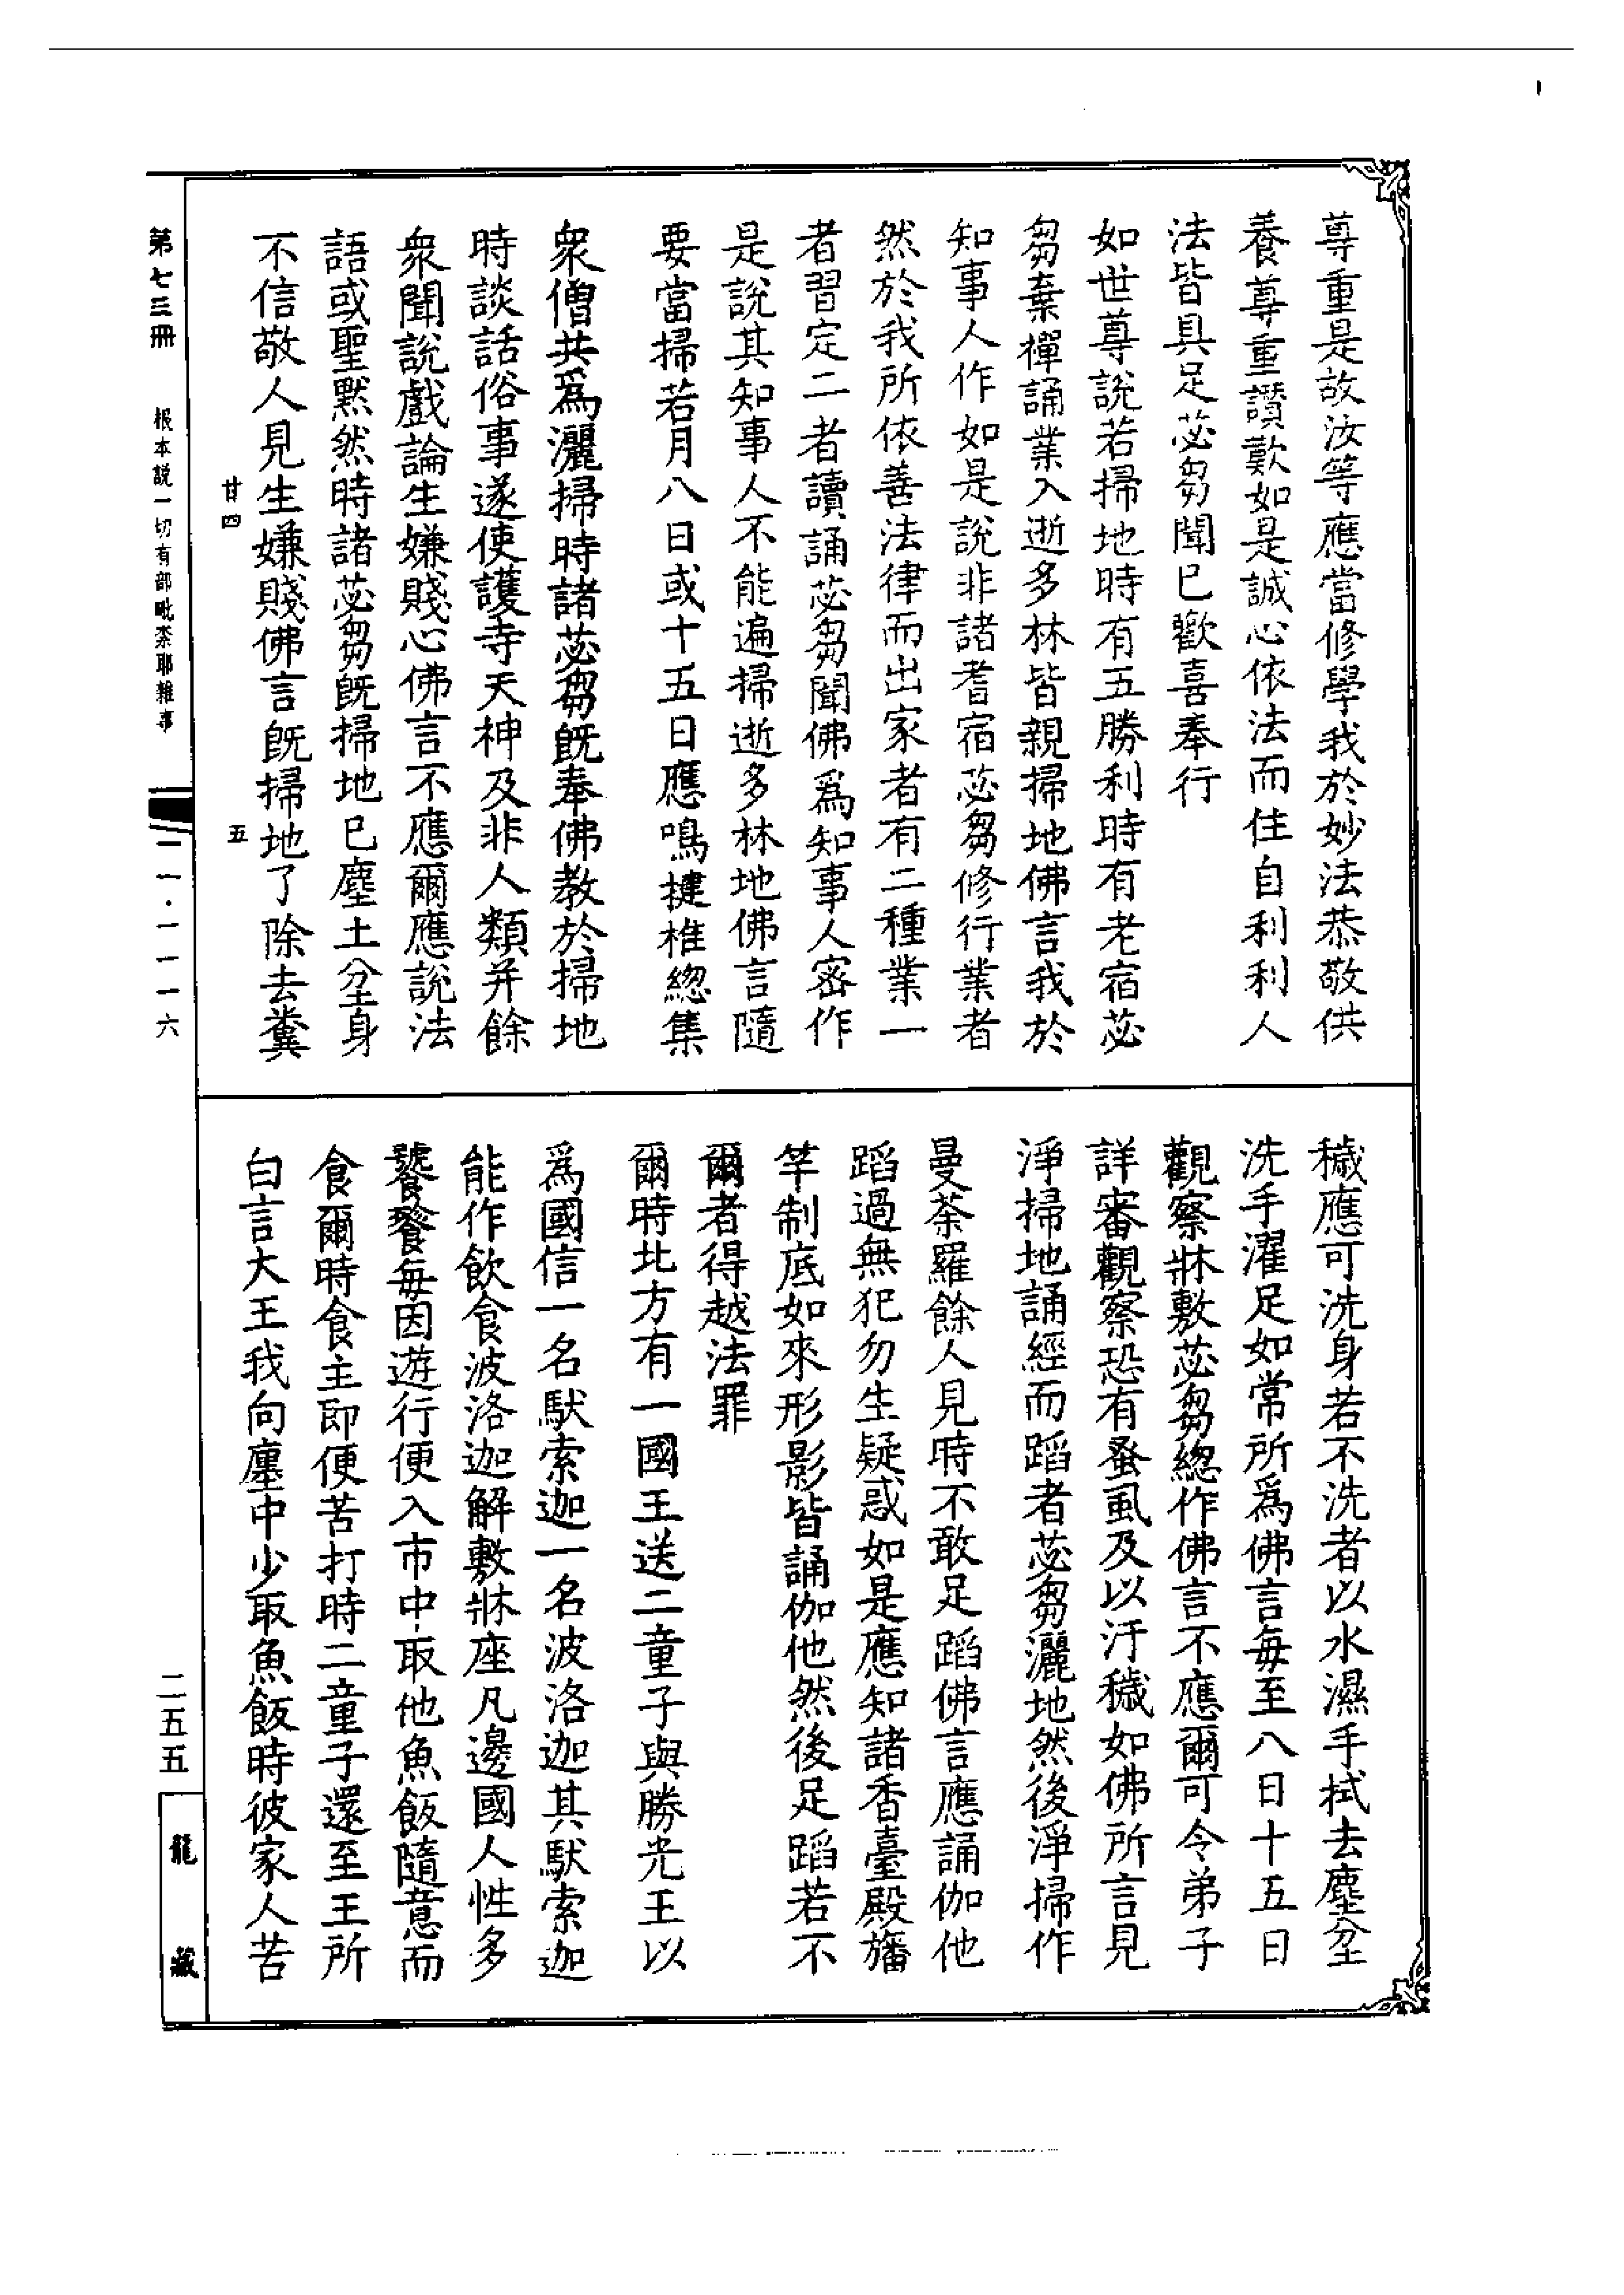 尊重是故汝等應當修學我於妙法恭敬供
養尊重讚歎如是誠心依法而住自利利人
法皆具足苾芻聞已歡喜奉行
如世尊說若掃地時有五勝利時有老宿苾
芻棄禪誦業入逝多林皆親掃地佛言我於
知事人作如是說非諸耆宿苾芻修行業者
然於我所依善法律而出家者有二種業一
者習定二者讀誦苾芻聞佛爲知事人密作
是說其知事人不能遍掃逝多林地佛言隨
要當掃若月八日或十五日應鳴揵椎總集
衆僧共爲灑掃時諸苾芻旣奉佛教於掃地
時談話俗事遂使護寺天神及非人類并餘
衆聞說戲論生嫌賤心佛言不應爾應說法
語或聖默然時諸苾芻旣掃地已塵土坌身
不信敬人見生嫌賤佛言旣掃地了除去糞
甘四
五
穢應可洗身若不洗者以水濕手拭去塵坌
洗手濯足如常所爲佛言每至八日十五日
觀察牀敷苾芻總作佛言不應爾可令弟子
詳審觀察恐有蚤虱及以汙穢如佛所言見
淨掃地誦經而蹈者苾芻灑地然後淨掃作
曼荼羅餘人見時不敢足蹈佛言應誦伽他
蹈過無犯勿生疑惑如是應知諸香臺殿旛
竿制底如來形影皆誦伽他然後足蹈若不
爾者得越法罪
爾時北方有一國王送二童子與勝光王以
爲國信一名馱索迦一名波洛迦其馱索迦
能作飲食波洛迦解敷牀座凡邊國人性多
饕餮每因遊行便入市中取他魚飯隨意而
食爾時食主即便苦打時二童子還至王所
白言大王我向廛中少取魚飯時彼家人苦
第七三冊
根本說一切有部毗柰耶雜事
二一·一一一六
二五五
龍藏